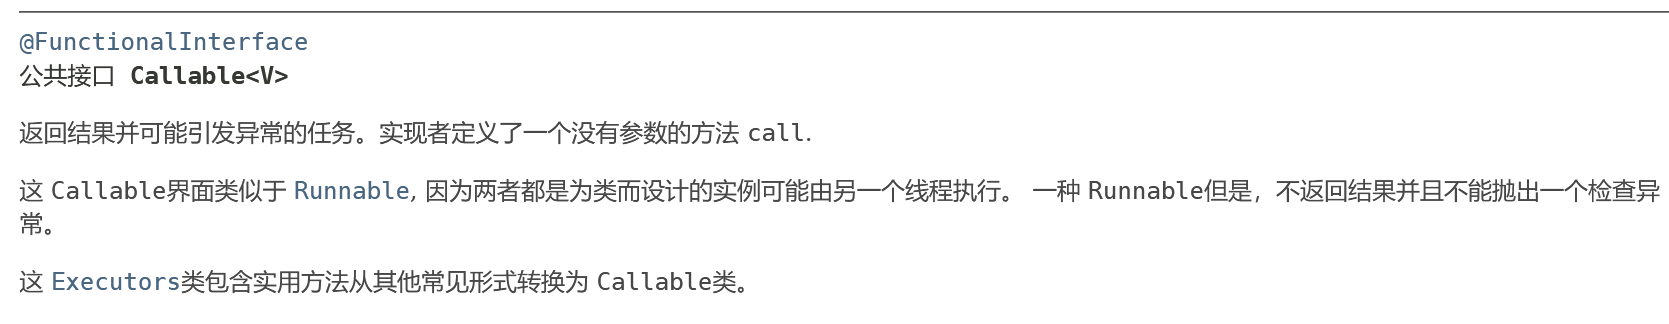 @FunctionalInterface
公共接口 Callable<V>
返回结果并可能引发异常的任务。实现者定义了一个没有参数的方法 call.
这 Callable界面类似于 Runnable, 因为两者都是为类而设计的实例可能由另一个线程执行。 一种 Runnable但是，不返回结果并且不能抛出一个检查异
常。
这 Executors类包含实用方法从其他常见形式转换为 Callable类。